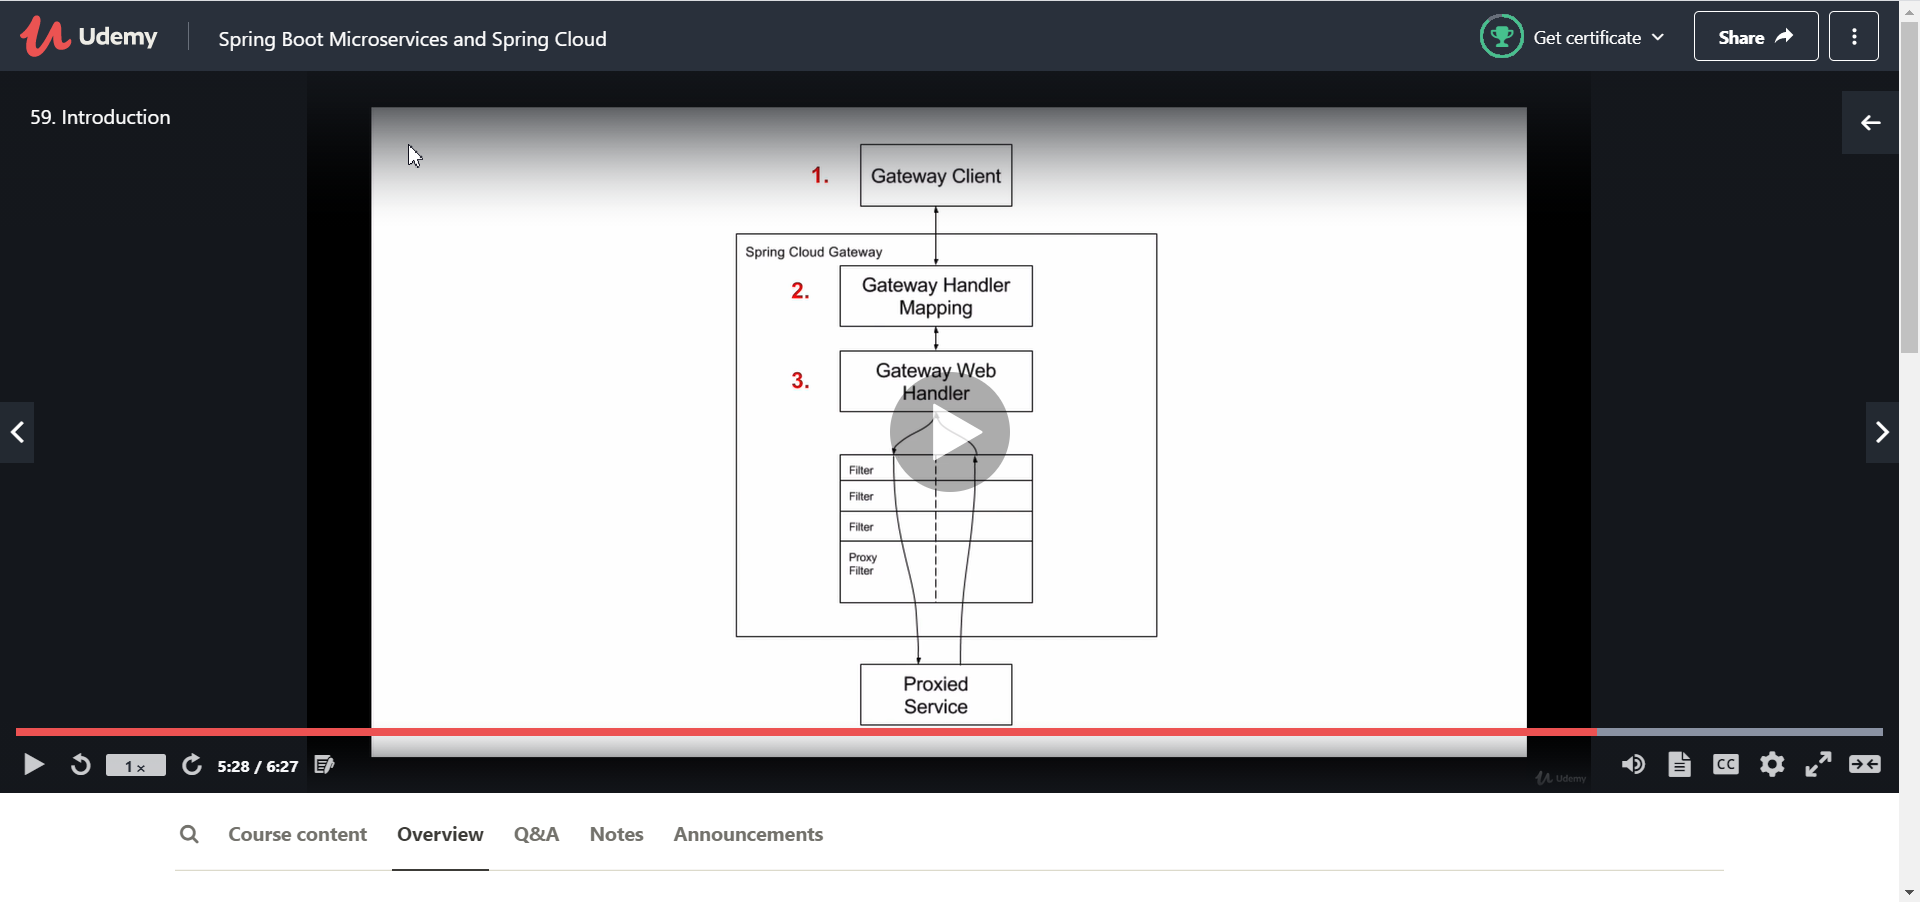 Udemy
Spring Boot Microservices and Spring Cloud
Get certificate
Share
59. Introduction
1.
Gateway Client
Spring Cloud Gateway
2.
Gateway Handler
Mapping
3.
Gateway Web
Handler
Filter
Filter
Filter
Proxy
Filter
Proxied
Service
1 x
5:28 / 6:27
CC
Udemy
Course content
Overview
Q&A
Notes
Announcements